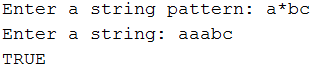 Enter a string pattern: a*bc
Enter a string: aaabc
TRUE